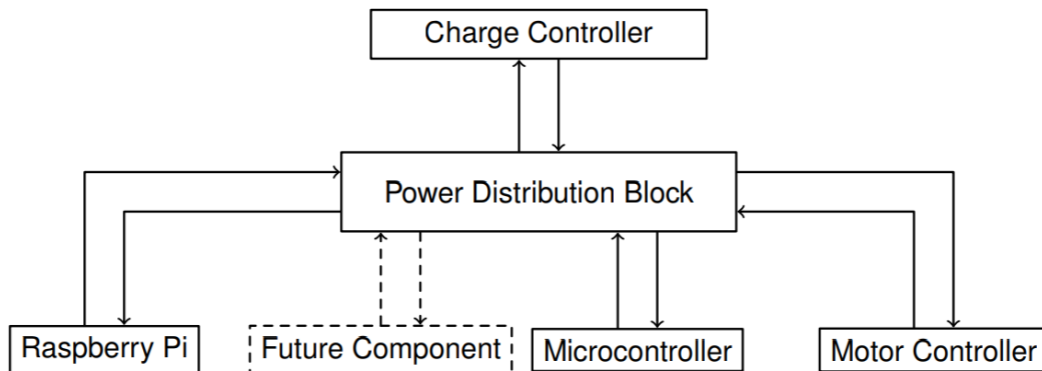 Charge Controller
Power Distribution Block
Raspberry Pi
Future Component
Microcontroller
Motor Controller